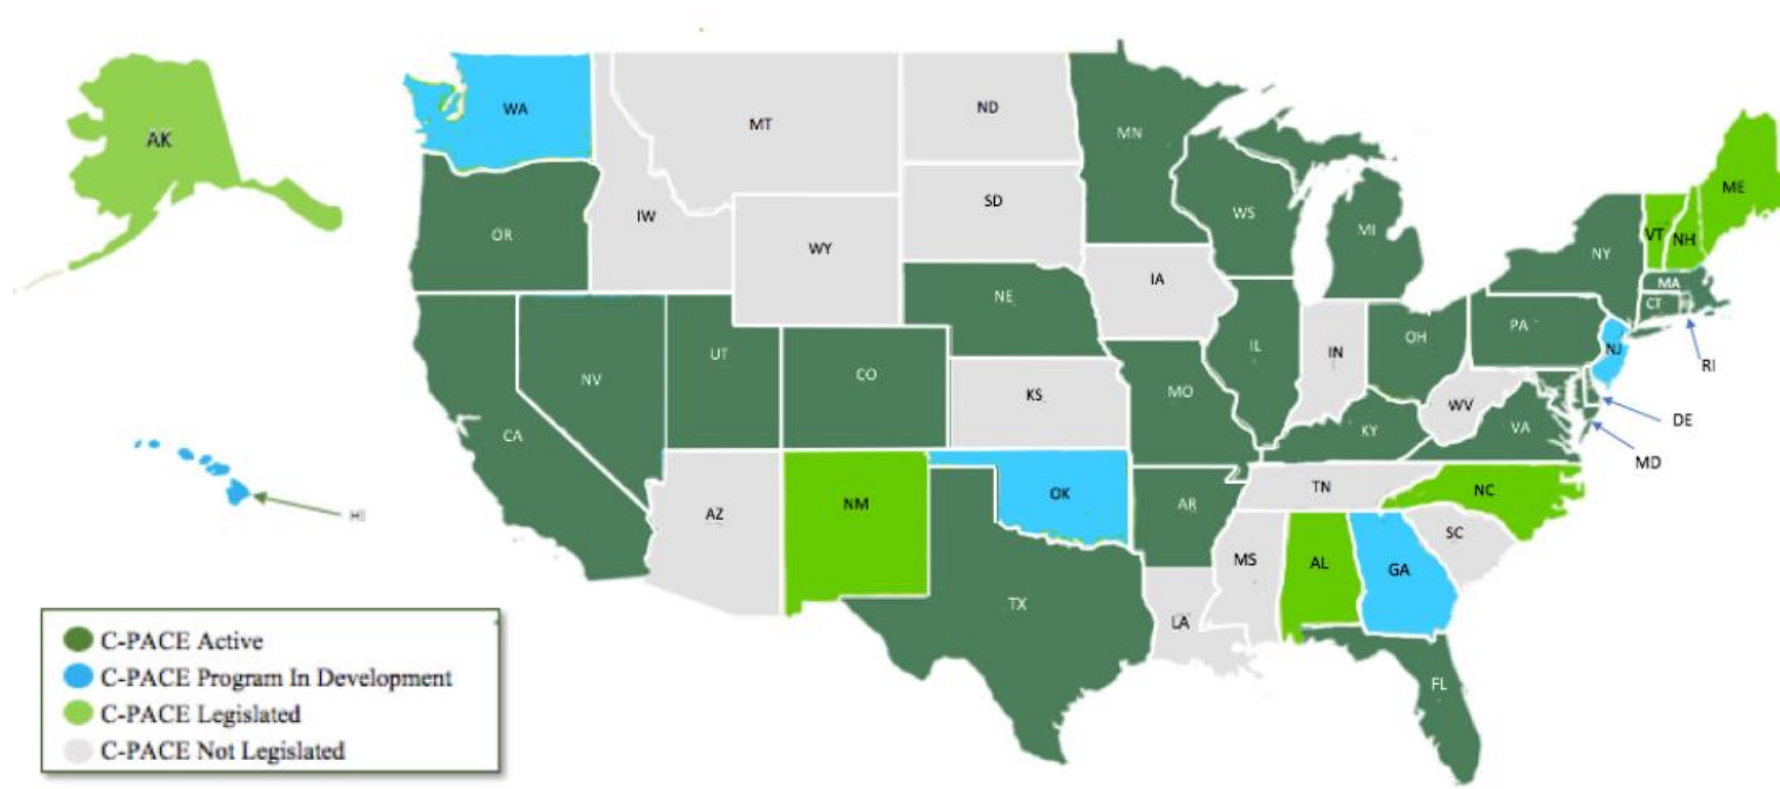 AK
WA
MT
ND
MN
OR
IW
WY
SD
WS
MI
NY
VT
NH
ME
MA
CT
RI
NE
IA
PA
NJ
NV
UT
CO
KS
MO
IL
IN
OH
WV
VA
DE
MD
KY
CA
AZ
NM
OK
AR
TN
NC
SC
MS
AL
GA
LA
TX
FL
HI
C-PACE Active
C-PACE Program In Development
C-PACE Legislated
C-PACE Not Legislated